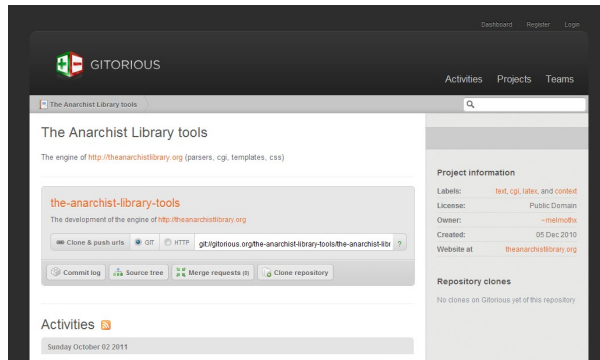 Dashboard Register Login
GITORIOUS
Activities Projects Teams
The Anarchist Library tools
The Anarchist Library tools
The engine of http://theanarchistlibrary.org (parsers, cgi, templates, css)
the-anarchist-library-tools
The development of the engine of http://theanarchistlibrary.org
Clone & push urls GIT HTTP git://gitorious.org/the-anarchist-library-tools/the-anarchist-libr ?
Commit log Source tree Merge requests (0) Clone repository
Activities
Sunday October 02 2011
Project information
Labels: text, cgi, latex, and context
License: Public Domain
Owner: ~melmothx
Created: 05 Dec 2010
Website at theanarchistlibrary.org
Repository clones
No clones on Gitorious yet of this repository